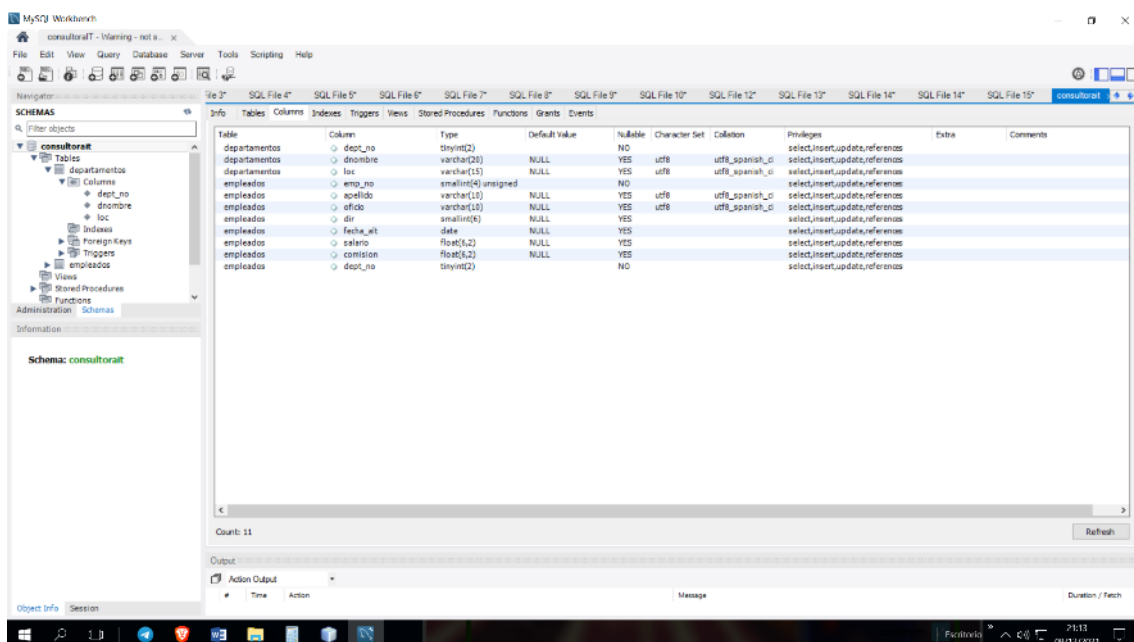 MySQL Workbench
consultoraIT - Warning - not a... x
File Edit View Query Database Server Tools Scripting Help
Navigator
SCHEMAS
Filter objects
consultorait
Tables
departamentos
Columns
dept_no
dnombre
loc
Indexes
Foreign Keys
Triggers
empleados
Views
Stored Procedures
Functions
Administration Schemas
Information
Schema: consultorait
Object Info Session
SQL File 4* SQL File 5* SQL File 6* SQL File 7* SQL File 8* SQL File 9* SQL File 10* SQL File 12* SQL File 13* SQL File 14* SQL File 14* SQL File 15* consultorait
Info Tables Columns Indexes Triggers Views Stored Procedures Functions Grants Events
Table Column Type Default Value Nullable Character Set Collation Privileges Extra Comments
departamentos dept_no tinyint(2) NO select,insert,update,references
departamentos dnombre varchar(20) NULL YES utf8 utf8_spanish_ci select,insert,update,references
departamentos loc varchar(15) NULL YES utf8 utf8_spanish_ci select,insert,update,references
empleados emp_no smallint(4) unsigned NO select,insert,update,references
empleados apellido varchar(10) NULL YES utf8 utf8_spanish_ci select,insert,update,references
empleados oficio varchar(10) NULL YES utf8 utf8_spanish_ci select,insert,update,references
empleados dir smallint(6) NULL YES select,insert,update,references
empleados fecha_alt date NULL YES select,insert,update,references
empleados salario float(6,2) NULL YES select,insert,update,references
empleados comision float(6,2) NULL YES select,insert,update,references
empleados dept_no tinyint(2) NO select,insert,update,references
Count: 11
Refresh
Output
Action Output
# Time Action Message Duration / Fetch
Escritorio
21:13